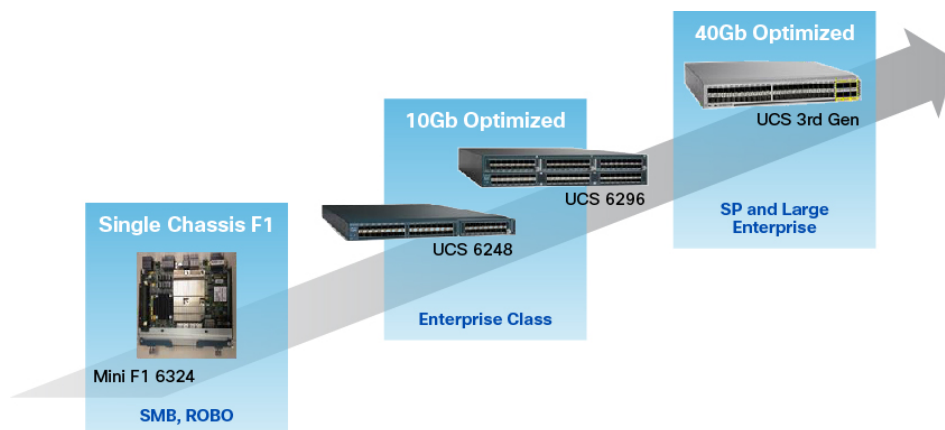 Single Chassis F1
Mini F1 6324
SMB, ROBO
10Gb Optimized
UCS 6296
UCS 6248
Enterprise Class
40Gb Optimized
UCS 3rd Gen
SP and Large
Enterprise